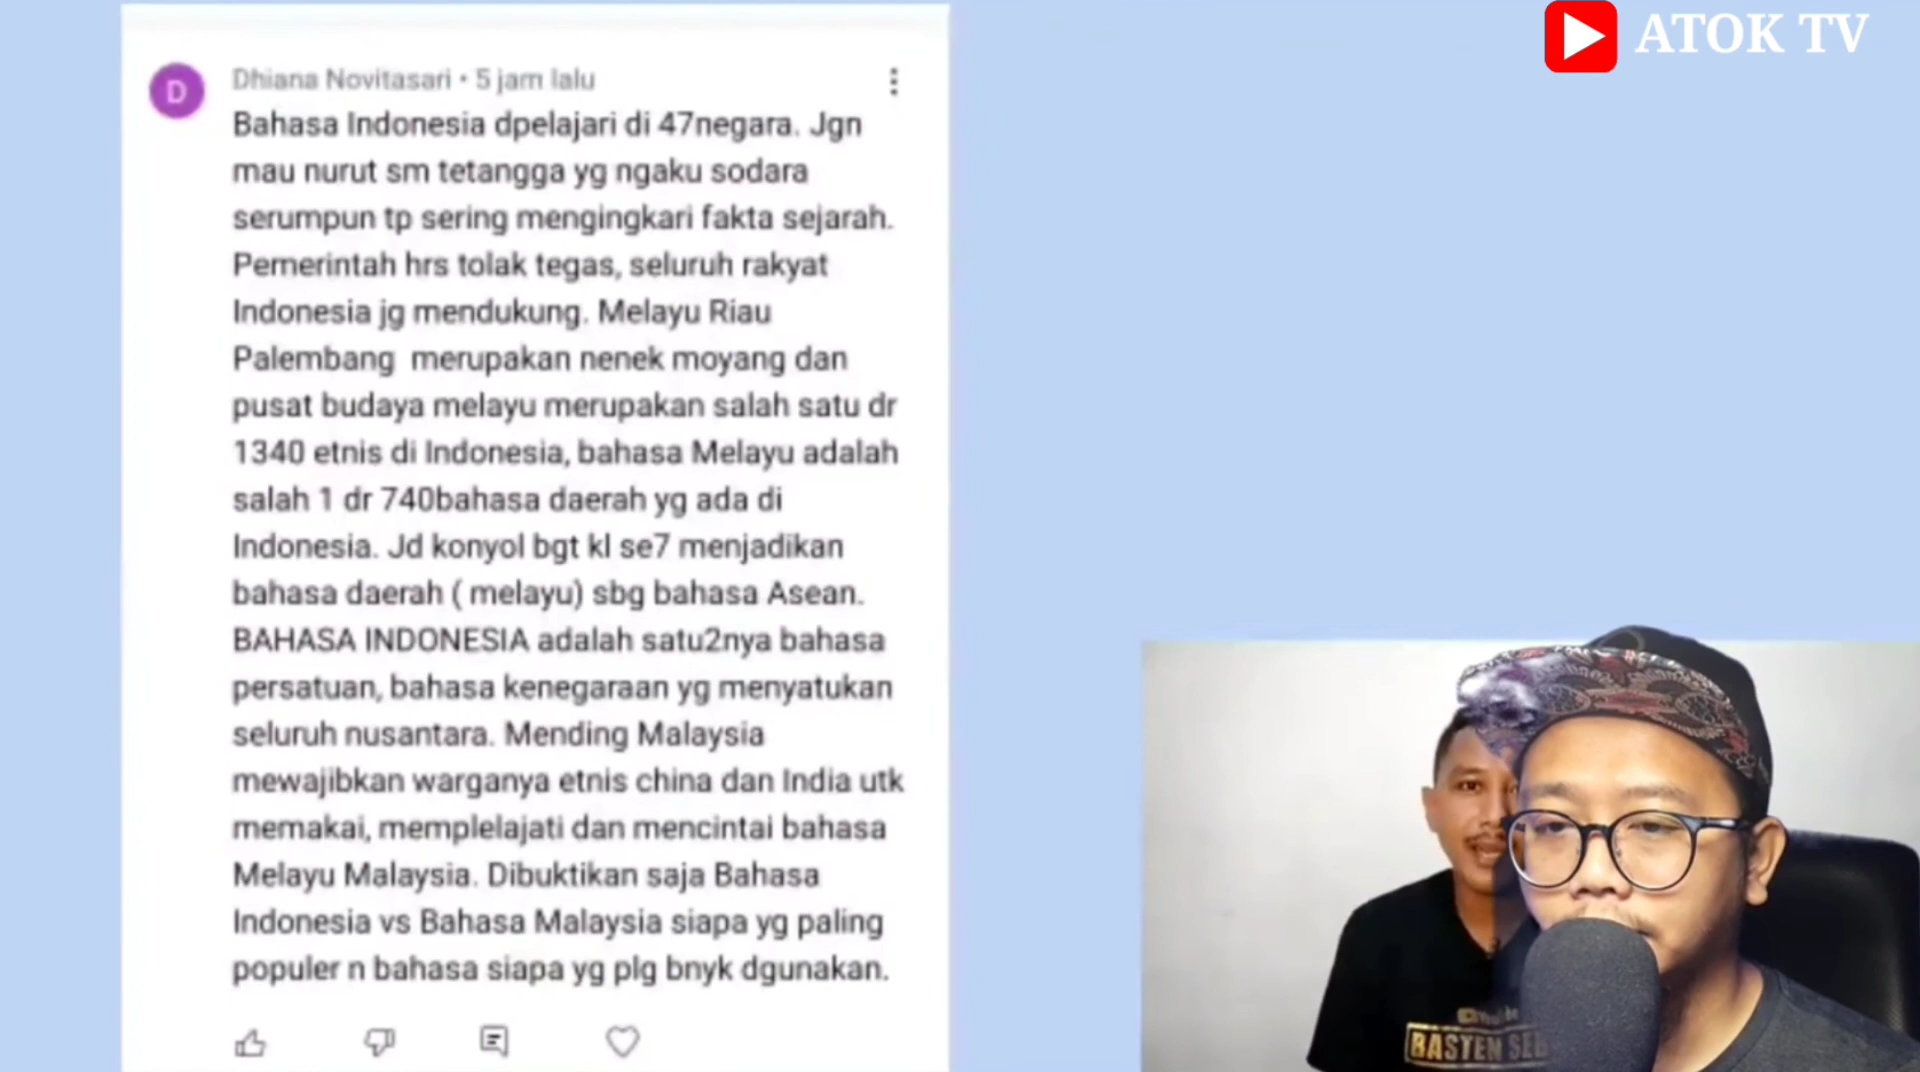 ATOK TV
D
Dhiana Novitasari • 5 jam lalu
Bahasa Indonesia dpelajari di 47negara. Jgn
mau nurut sm tetangga yg ngaku sodara
serumpun tp sering mengingkari fakta sejarah.
Pemerintah hrs tolak tegas, seluruh rakyat
Indonesia jg mendukung. Melayu Riau
Palembang merupakan nenek moyang dan
pusat budaya melayu merupakan salah satu dr
1340 etnis di Indonesia, bahasa Melayu adalah
salah 1 dr 740bahasa daerah yg ada di
Indonesia. Jd konyol bgt kl se7 menjadikan
bahasa daerah ( melayu) sbg bahasa Asean.
BAHASA INDONESIA adalah satu2nya bahasa
persatuan, bahasa kenegaraan yg menyatukan
seluruh nusantara. Mending Malaysia
mewajibkan warganya etnis china dan India utk
memakai, memplelajati dan mencintai bahasa
Melayu Malaysia. Dibuktikan saja Bahasa
Indonesia vs Bahasa Malaysia siapa yg paling
populer n bahasa siapa yg plg bnyk dgunakan.
BASTEN